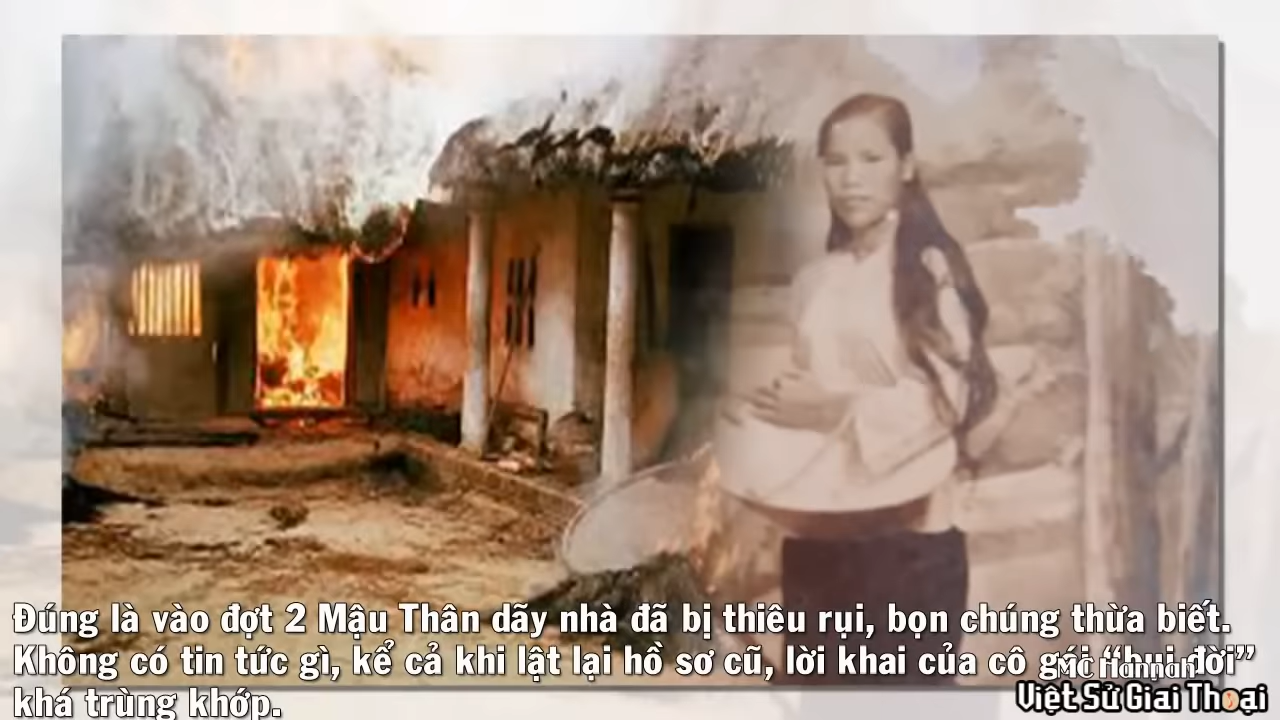 Đúng là vào đợt 2 Mậu Thân dãy nhà đã bị thiêu rụi, bọn chúng thừa biết.
Không có tin tức gì, kể cả khi lật lại hồ sơ cũ, lời khai của cô gái “bụi đời”
khá trùng khớp.
MC Hannah
Việt Sử Giai Thoại